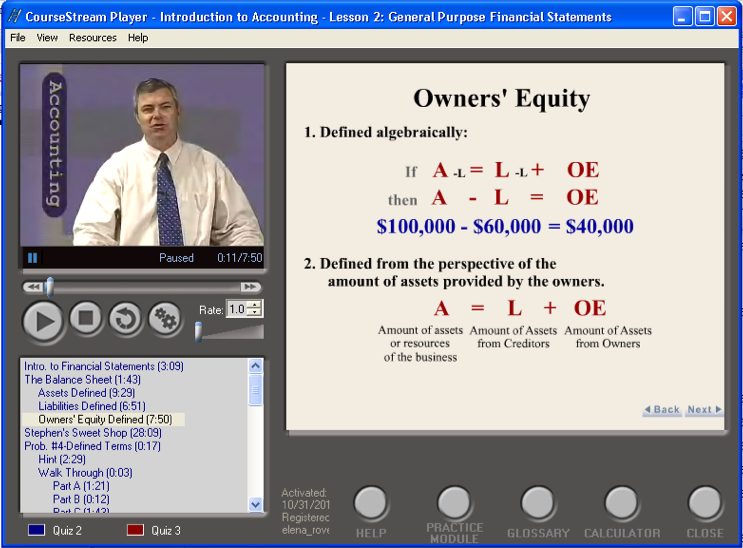 CourseStream Player - Introduction to Accounting - Lesson 2: General Purpose Financial Statements
File View Resources Help
Accounting
Paused 0:11/7:50
Rate: 1.0
Intro. to Financial Statements (3:09)
The Balance Sheet (1:43)
Assets Defined (9:29)
Liabilities Defined (6:51)
Owners' Equity Defined (7:50)
Stephen's Sweet Shop (28:09)
Prob. #4-Defined Terms (0:17)
Hint (2:29)
Walk Through (0:03)
Part A (1:21)
Part B (0:12)
Part C (1:43)
Quiz 2 Quiz 3
Owners' Equity
1. Defined algebraically:
If A -L = L -L + OE
then A - L = OE
$100,000 - $60,000 = $40,000
2. Defined from the perspective of the
amount of assets provided by the owners.
A = L + OE
Amount of assets Amount of Assets Amount of Assets
or resources from Creditors from Owners
of the business
Back Next
Activated:
10/31/201
Registered
elena_rove
HELP PRACTICE MODULE GLOSSARY CALCULATOR CLOSE